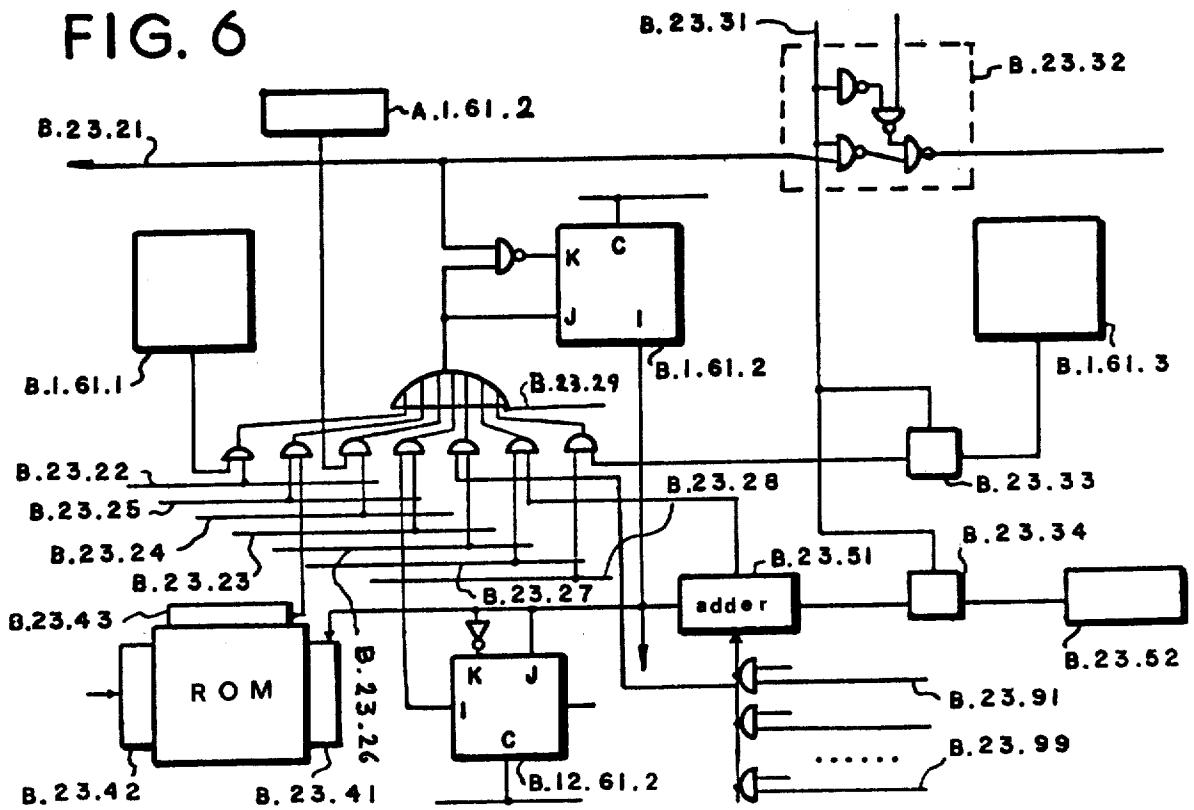 FIG. 6
B.23.31
B.23.32
A.1.61.2
B.23.21
K
C
J
I
B.1.61.1
B.1.61.2
B.1.61.3
B.23.29
B.23.22
B.23.28
B.23.33
B.23.25
B.23.24
B.23.34
B.23.51
B.23.23
B.23.27
B.23.43
adder
B.23.52
ROM
B.23.26
K
J
I
C
B.23.91
B.23.99
......
B.23.42
B.23.41
B.12.61.2